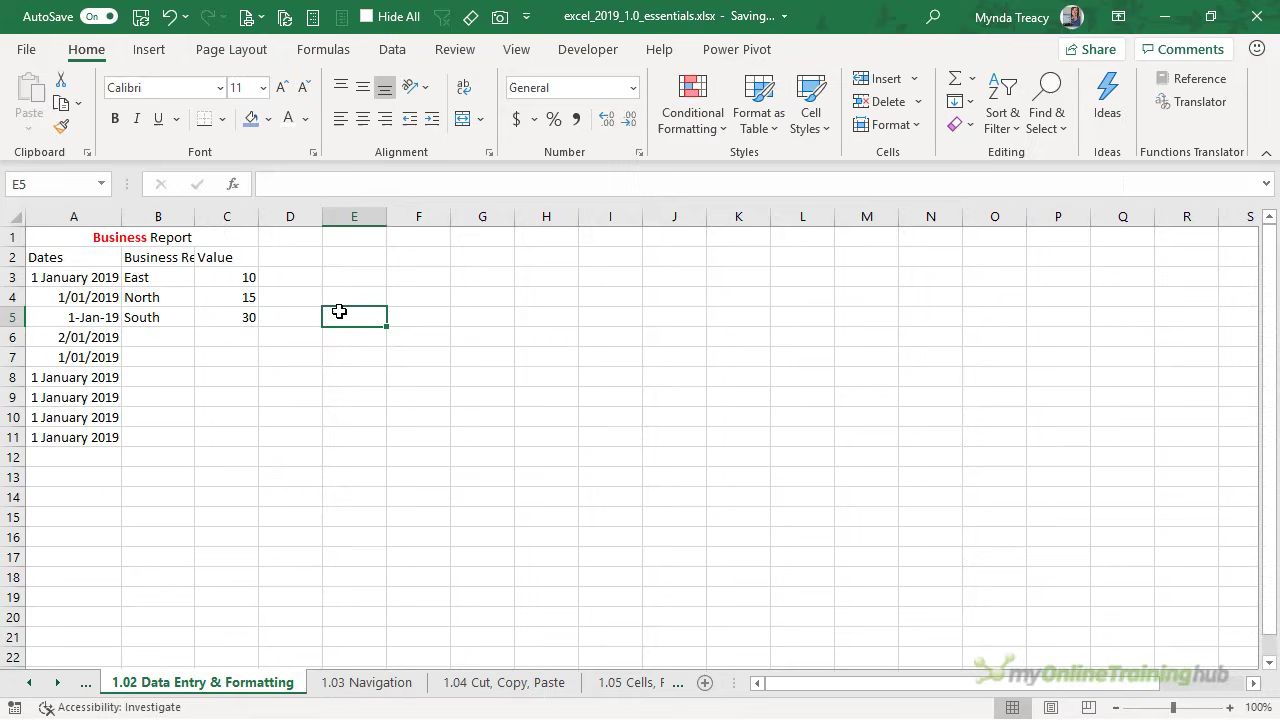 AutoSave On Hide All excel_2019_1.0_essentials.xlsx - Saving... Mynda Treacy
File Home Insert Page Layout Formulas Data Review View Developer Help Power Pivot Share Comments
Paste
Clipboard
Calibri 11
B I U A
Font
ab
Alignment
General
$ % , .00
Number
Conditional Formatting
Format as Table
Cell Styles
Styles
Insert
Delete
Format
Cells
Sort & Filter
Find & Select
Editing
Ideas
Ideas
Reference
Translator
Functions Translator
E5 fx
A B C D E F G H I J K L M N O P Q R S
1 Business Report
2 Dates Business Re Value
3 1 January 2019 East 10
4 1/01/2019 North 15
5 1-Jan-19 South 30
6 2/01/2019
7 1/01/2019
8 1 January 2019
9 1 January 2019
10 1 January 2019
11 1 January 2019
12
13
14
15
16
17
18
19
20
21
22
... 1.02 Data Entry & Formatting 1.03 Navigation 1.04 Cut, Copy, Paste 1.05 Cells, F ...
myOnlineTraininghub
Accessibility: Investigate 100%